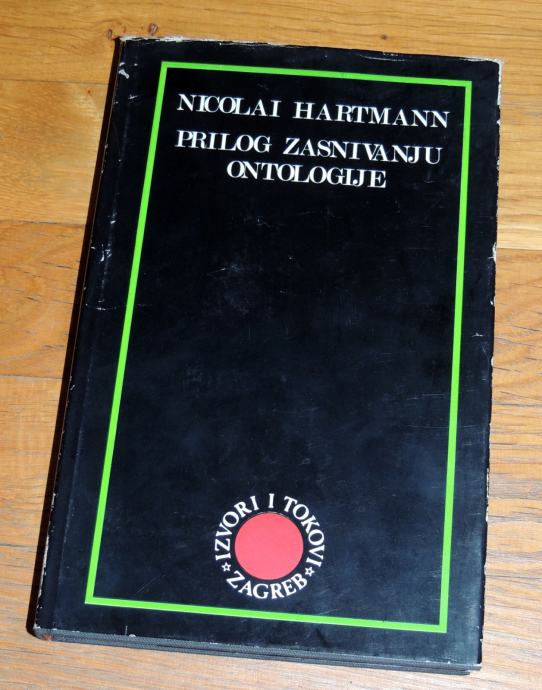 NICOLAI HARTMANN
PRILOG ZASNIVANJU
ONTOLOGIJE
IZVORI I TOKOVI
ZAGREB